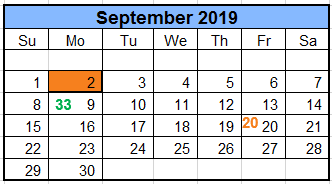 September 2019
Su Mo Tu We Th Fr Sa
1 2 3 4 5 6 7
8 33 9 10 11 12 13 14
15 16 17 18 19 20 20 21
22 23 24 25 26 27 28
29 30